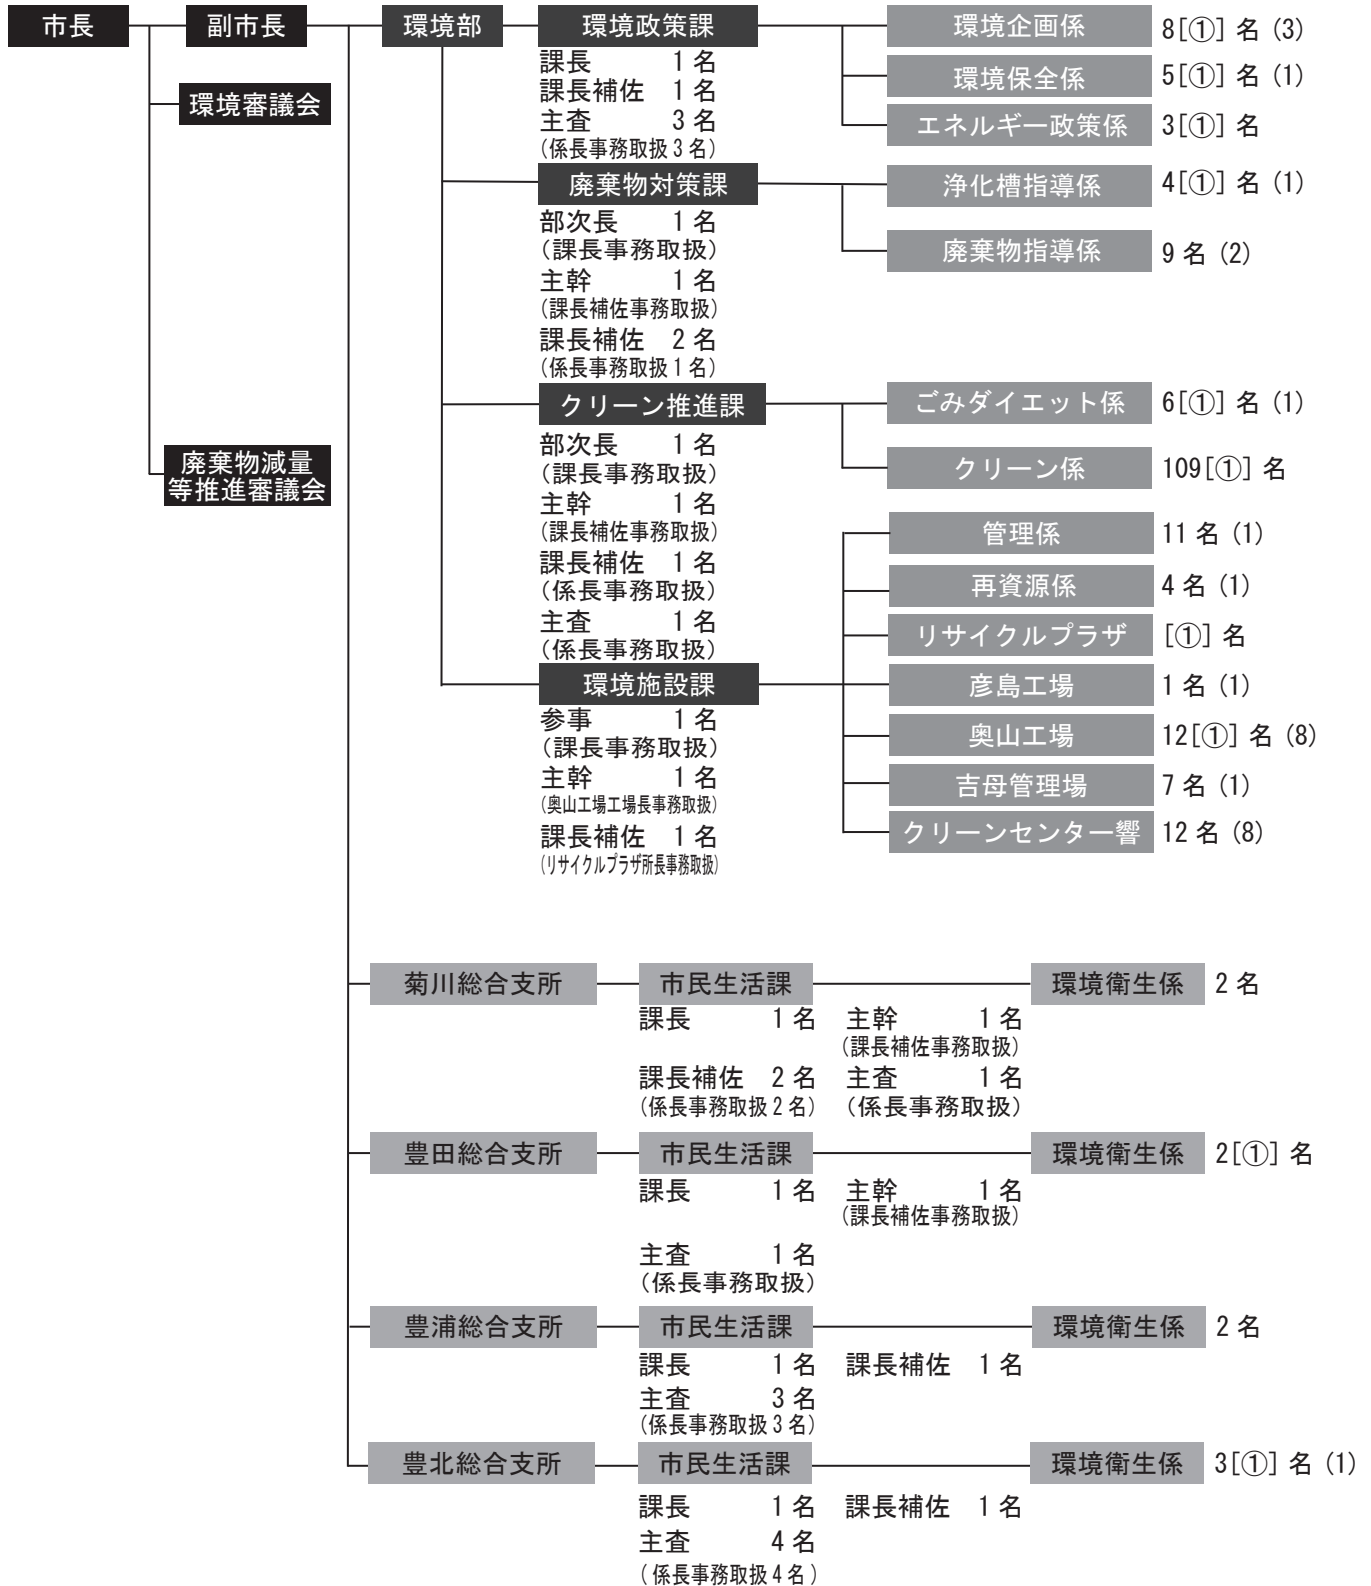 市長
副市長
環境部
環境政策課
環境企画係
8[①]名(3)
課長 1名
課長補佐 1名
主査 3名
(係長事務取扱3名)
環境保全係
5[①]名(1)
エネルギー政策係
3[①]名
環境審議会
廃棄物対策課
浄化槽指導係
4[①]名(1)
部次長 1名
(課長事務取扱)
主幹 1名
(課長補佐事務取扱)
課長補佐 2名
(係長事務取扱1名)
廃棄物指導係
9名(2)
クリーン推進課
ごみダイエット係
6[①]名(1)
部次長 1名
(課長事務取扱)
主幹 1名
(課長補佐事務取扱)
課長補佐 1名
(係長事務取扱)
主査 1名
(係長事務取扱)
クリーン係
109[①]名
廃棄物減量
等推進審議会
環境施設課
参事 1名
(課長事務取扱)
主幹 1名
(奥山工場工場長事務取扱)
課長補佐 1名
(リサイクルプラザ所長事務取扱)
管理係
11名(1)
再資源係
4名(1)
リサイクルプラザ
[①]名
彦島工場
1名(1)
奥山工場
12[①]名(8)
吉母管理場
7名(1)
クリーンセンター響
12名(8)
菊川総合支所
市民生活課
環境衛生係
2名
課長 1名 主幹 1名
(課長補佐事務取扱)
課長補佐 2名 主査 1名
(係長事務取扱2名) (係長事務取扱)
豊田総合支所
市民生活課
環境衛生係
2[①]名
課長 1名 主幹 1名
(課長補佐事務取扱)
主査 1名
(係長事務取扱)
豊浦総合支所
市民生活課
環境衛生係
2名
課長 1名 課長補佐 1名
主査 3名
(係長事務取扱3名)
豊北総合支所
市民生活課
環境衛生係
3[①]名(1)
課長 1名 課長補佐 1名
主査 4名
(係長事務取扱4名)